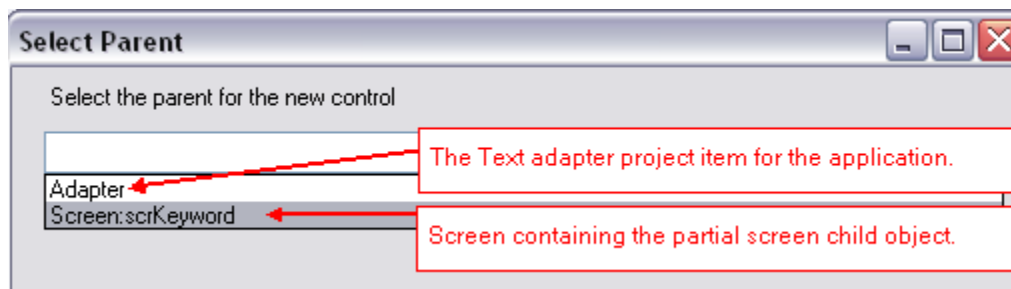 Select Parent
Select the parent for the new control
The Text adapter project item for the application.
Adapter
Screen:scrKeyword
Screen containing the partial screen child object.